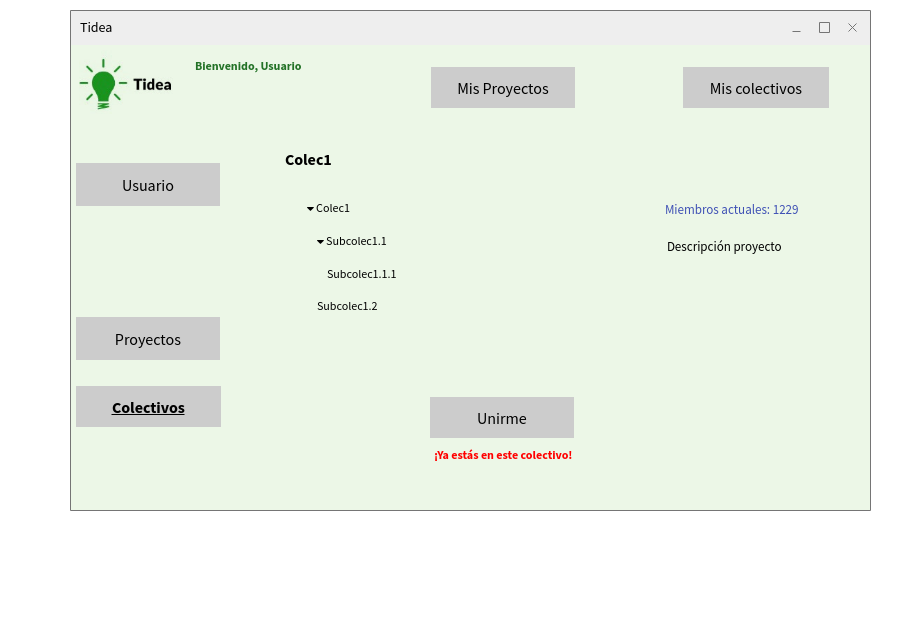 Tidea
Bienvenido, Usuario
Tidea
Mis Proyectos
Mis colectivos
Colec1
Usuario
Colec1
Miembros actuales: 1229
Subcolec1.1
Descripción proyecto
Subcolec1.1.1
Subcolec1.2
Proyectos
Colectivos
Unirme
¡Ya estás en este colectivo!